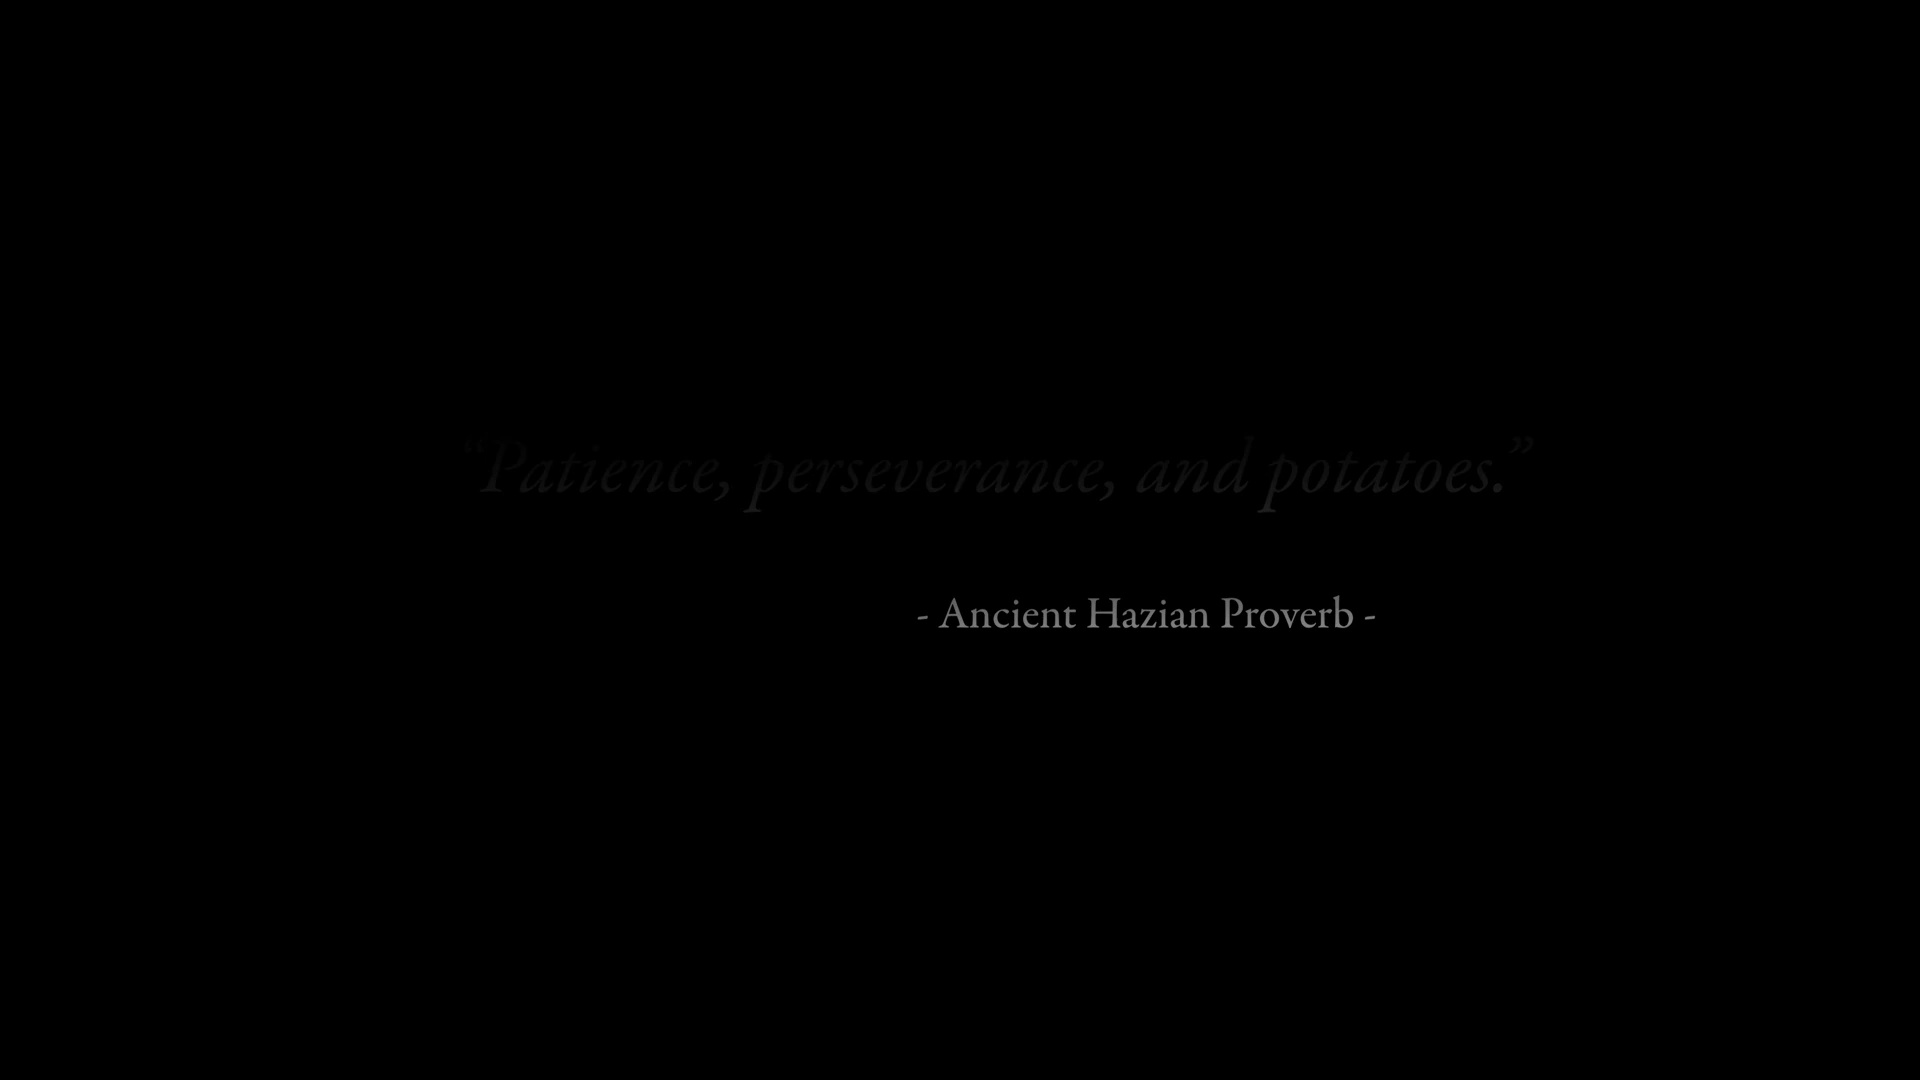 “Patience, perseverance, and potatoes.”
- Ancient Hazian Proverb -